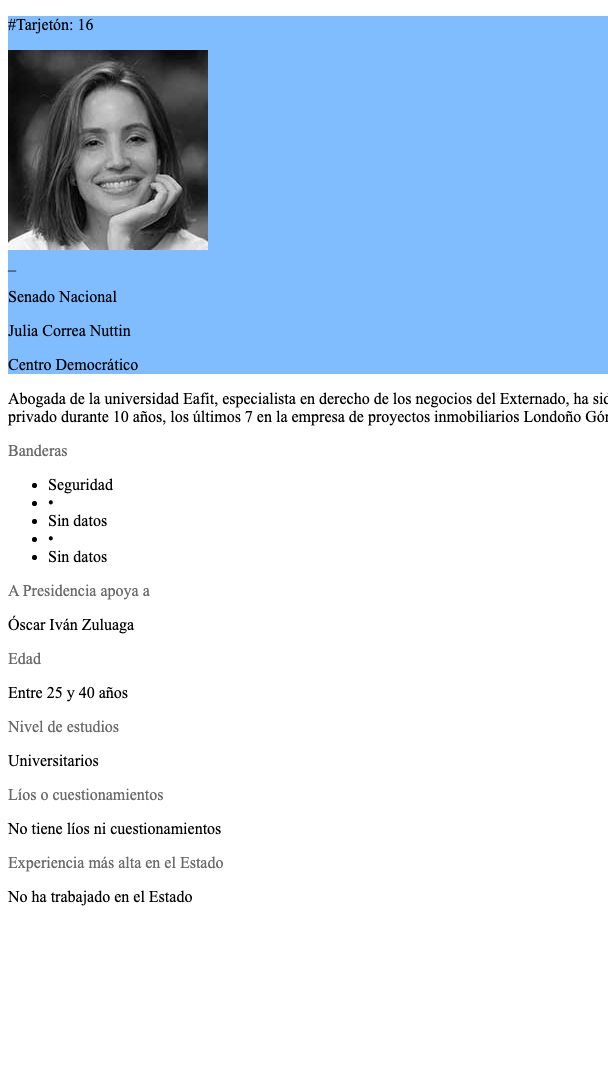 #Tarjetón: 16
_
Senado Nacional
Julia Correa Nuttin
Centro Democrático
Abogada de la universidad Eafit, especialista en derecho de los negocios del Externado, ha
privado durante 10 años, los últimos 7 en la empresa de proyectos inmobiliarios Londoño
Banderas
• Seguridad
• •
• Sin datos
• •
• Sin datos
A Presidencia apoya a
Óscar Iván Zuluaga
Edad
Entre 25 y 40 años
Nivel de estudios
Universitarios
Líos o cuestionamientos
No tiene líos ni cuestionamientos
Experiencia más alta en el Estado
No ha trabajado en el Estado